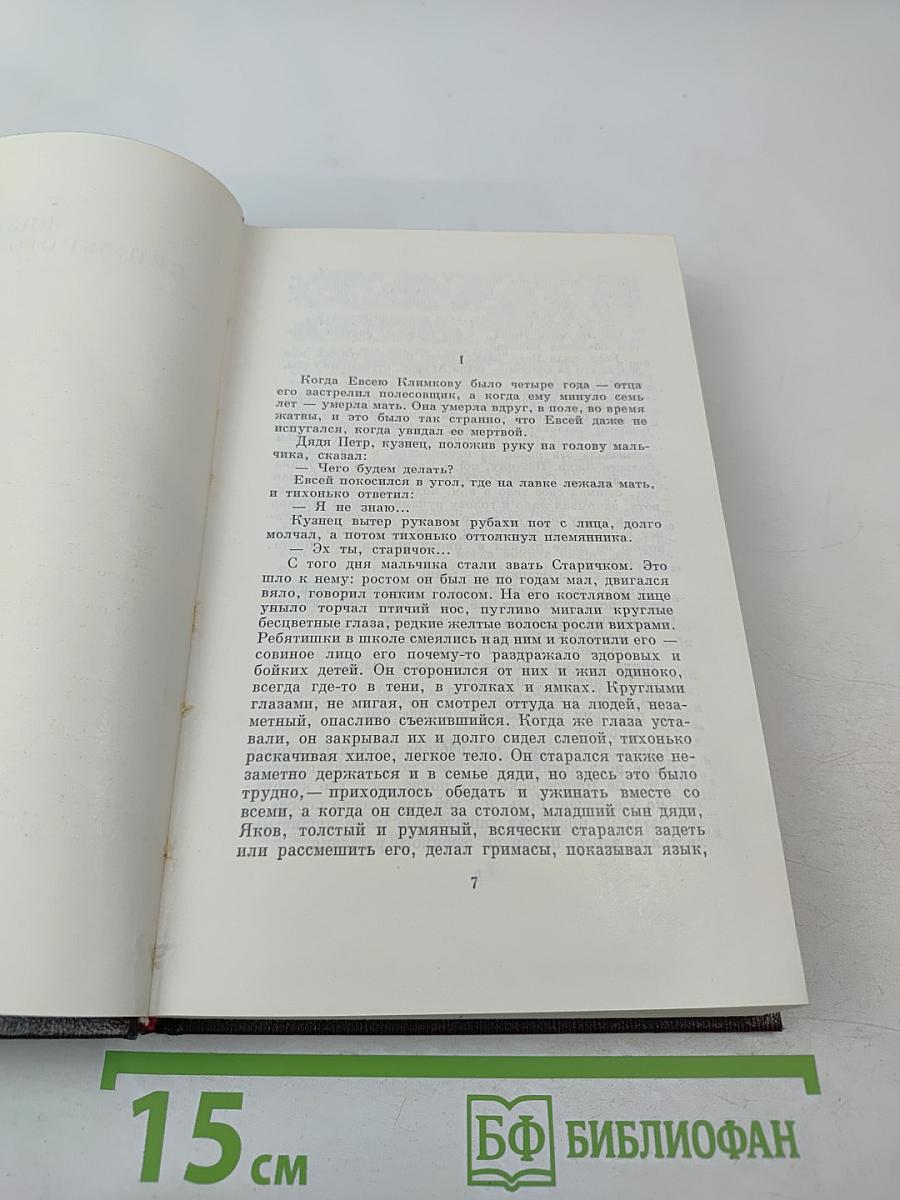 I
Когда Евсею Климкову было четыре года — отца
его застрелил полесовщик, а когда ему минуло семь
лет — умерла мать. Она умерла вдруг, в поле, во время
жатвы, и это было так странно, что Евсей даже не
испугался, когда увидал ее мертвой.
Дядя Петр, кузнец, положив руку на голову маль-
чика, сказал:
— Чего будем делать?
Евсей покосился в угол, где на лавке лежала мать,
и тихонько ответил:
— Я не знаю...
Кузнец вытер рукавом рубахи пот с лица, долго
молчал, а потом тихонько оттолкнул племянника.
— Эх ты, старичок...
С того дня мальчика стали звать Старичком. Это
шло к нему: ростом он был не по годам мал, двигался
вяло, говорил тонким голосом. На его костлявом лице
уныло торчал птичий нос, пугливо мигали круглые
бесцветные глаза, редкие желтые волосы росли вихрами.
Ребятишки в школе смеялись над ним и колотили его —
совиное лицо его почему-то раздражало здоровых и
бойких детей. Он сторонился от них и жил одиноко,
всегда где-то в тени, в уголках и ямках. Круглыми
глазами, не мигая, он смотрел оттуда на людей, неза-
метный, опасливо съежившийся. Когда же глаза уста-
вали, он закрывал их и долго сидел слепой, тихонько
раскачивая хилое, легкое тело. Он старался также не-
заметно держаться и в семье дяди, но здесь это было
трудно,— приходилось обедать и ужинать вместе со
всеми, а когда он сидел за столом, младший сын дяди,
Яков, толстый и румяный, всячески старался задеть
или рассмешить его, делал гримасы, показывал язык,
7
15 см
БФ БИБЛИОФАН